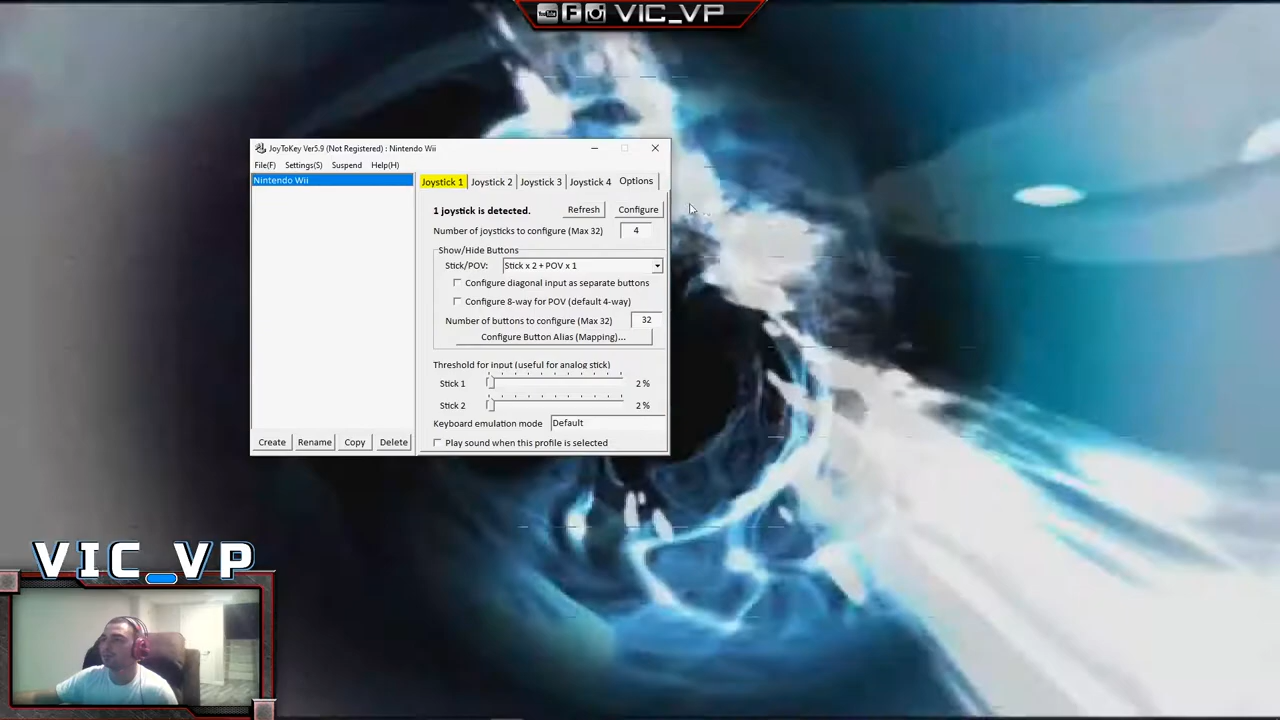 VIC_VP
JoyToKey Ver5.9 (Not Registered) : Nintendo Wii
File(F) Settings(S) Suspend Help(H)
Nintendo Wii
Joystick 1 Joystick 2 Joystick 3 Joystick 4 Options
1 joystick is detected. Refresh Configure
Number of joysticks to configure (Max 32) 4
Show/Hide Buttons
Stick/POV: Stick x 2 + POV x 1
Configure diagonal input as separate buttons
Configure 8-way for POV (default 4-way)
Number of buttons to configure (Max 32) 32
Configure Button Alias (Mapping)...
Threshold for input (useful for analog stick)
Stick 1 2 %
Stick 2 2 %
Keyboard emulation mode Default
Create Rename Copy Delete Play sound when this profile is selected
VIC_VP